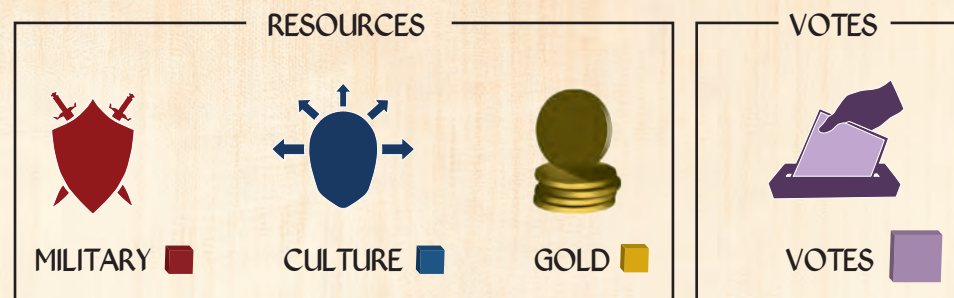 RESOURCES
VOTES
MILITARY
CULTURE
GOLD
VOTES